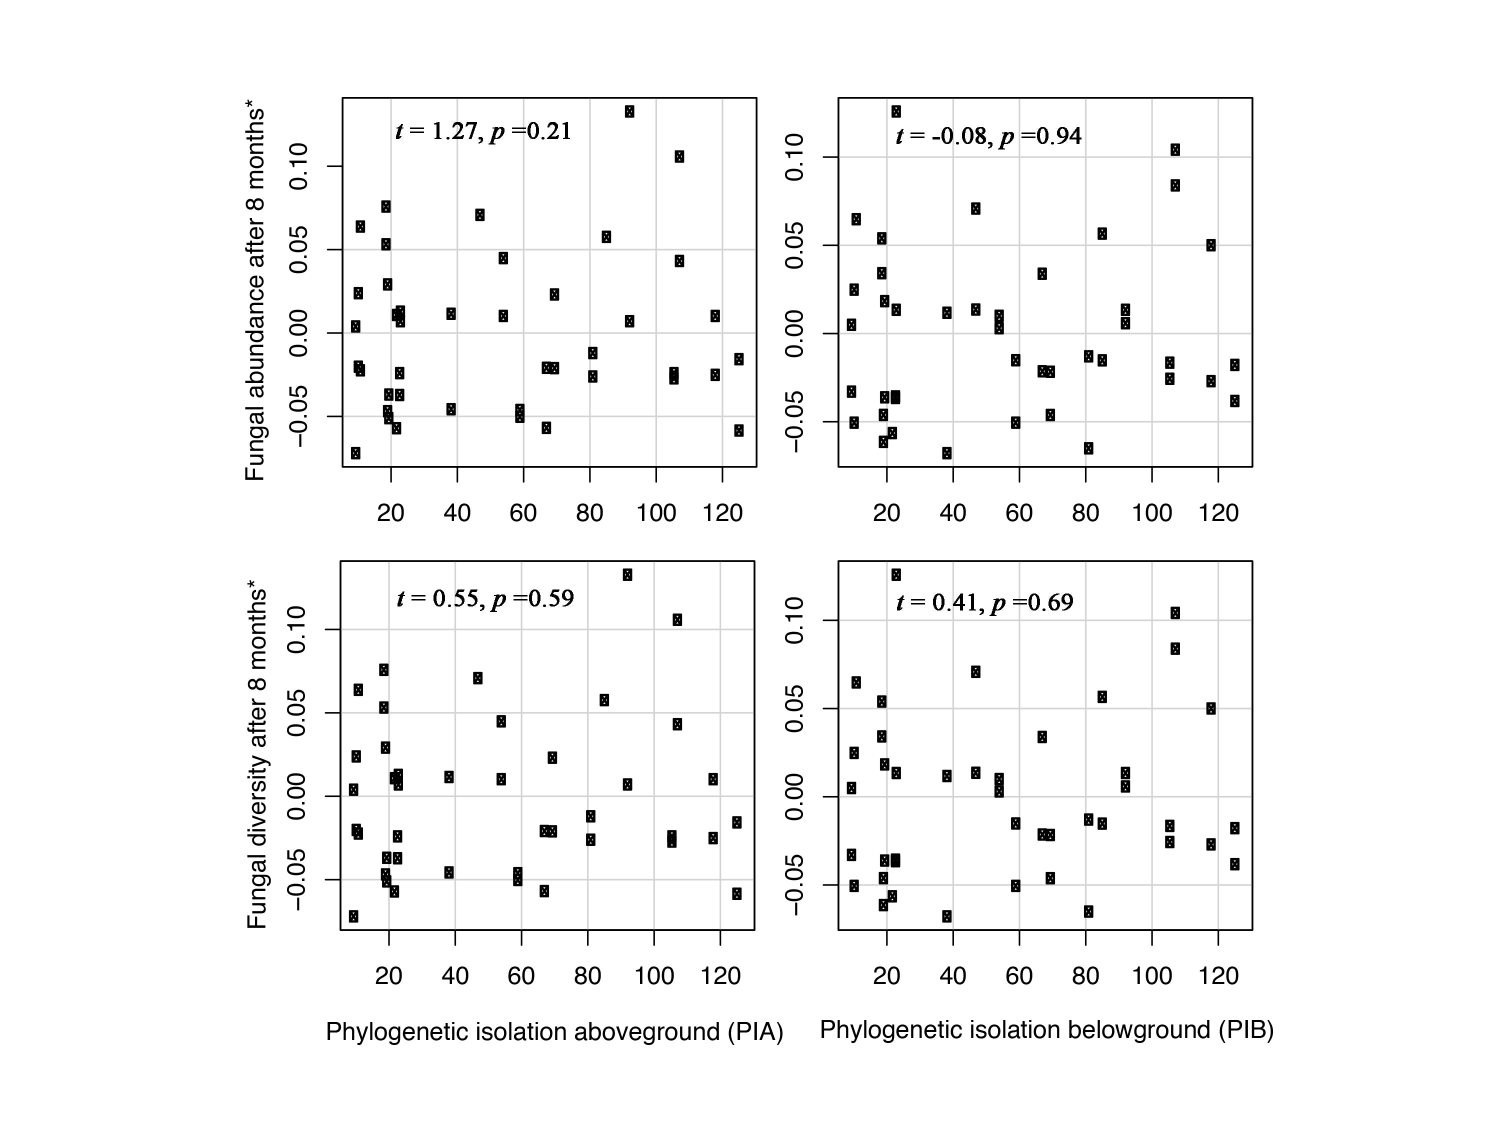 Fungal abundance after 8 months*
0.10
0.05
0.00
−0.05
t = 1.27, p =0.21
20 40 60 80 100 120
0.10
0.05
0.00
−0.05
t = -0.08, p =0.94
20 40 60 80 100 120
Fungal diversity after 8 months*
0.10
0.05
0.00
−0.05
t = 0.55, p =0.59
20 40 60 80 100 120
Phylogenetic isolation aboveground (PIA)
0.10
0.05
0.00
−0.05
t = 0.41, p =0.69
20 40 60 80 100 120
Phylogenetic isolation belowground (PIB)